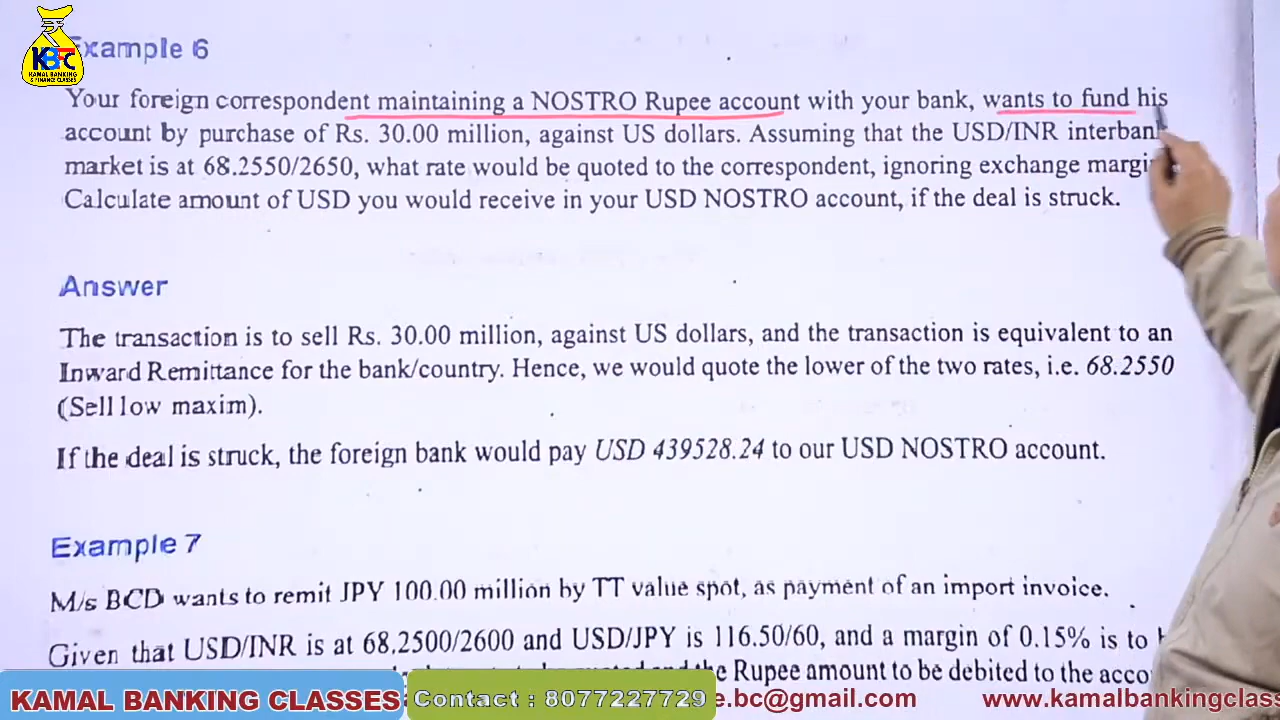 KBFC
KAMAL BANKING
& FINANCE CLASSES
Example 6
Your foreign correspondent maintaining a NOSTRO Rupee account with your bank, wants to fund his
account by purchase of Rs. 30.00 million, against US dollars. Assuming that the USD/INR interbank
market is at 68.2550/2650, what rate would be quoted to the correspondent, ignoring exchange margi
Calculate amount of USD you would receive in your USD NOSTRO account, if the deal is struck.
Answer
The transaction is to sell Rs. 30.00 million, against US dollars, and the transaction is equivalent to an
Inward Remittance for the bank/country. Hence, we would quote the lower of the two rates, i.e. 68.2550
(Sell low maxim).
If the deal is struck, the foreign bank would pay USD 439528.24 to our USD NOSTRO account.
Example 7
M/s BCD wants to remit JPY 100.00 million by TT value spot, as payment of an import invoice.
Given that USD/INR is at 68.2500/2600 and USD/JPY is 116.50/60, and a margin of 0.15% is to
the Rupee amount to be debited to the acco
KAMAL BANKING CLASSES
Contact : 8077227729
e.bc@gmail.com
www.kamalbankingclass